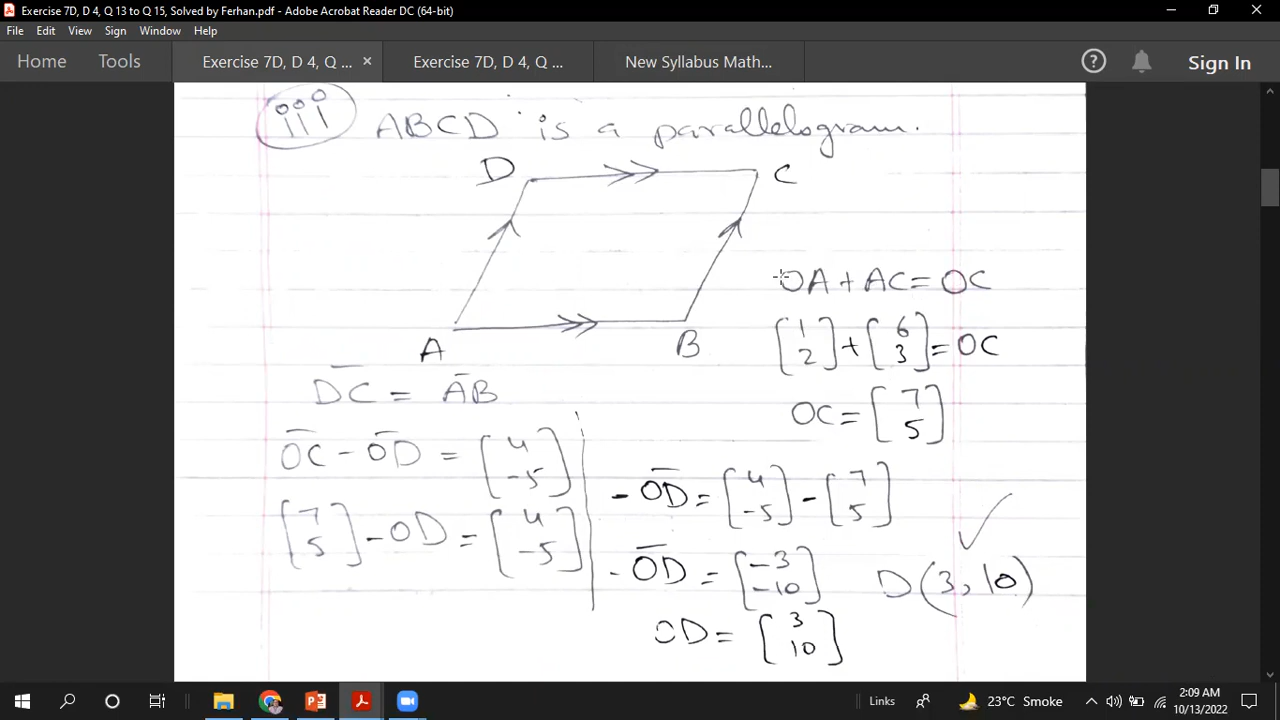 Exercise 7D, D 4, Q 13 to Q 15, Solved by Ferhan.pdf - Adobe Acrobat Reader DC (64-bit)
File Edit View Sign Window Help
Home Tools Exercise 7D, D 4, Q ... × Exercise 7D, D 4, Q ... New Syllabus Math... ? Sign In
iii ABCD is a parallelogram.
D C
OA + AC = OC
[1 2] + [6 3] = OC
A B
DC = AB
OC = [7 5]
OC - OD = [4 -5]
[7 5] - OD = [4 -5]
- OD = [4 -5] - [7 5]
- OD = [-3 -10]
D(3, 10)
OD = [3 10]
Links 23°C Smoke 2:09 AM
10/13/2022